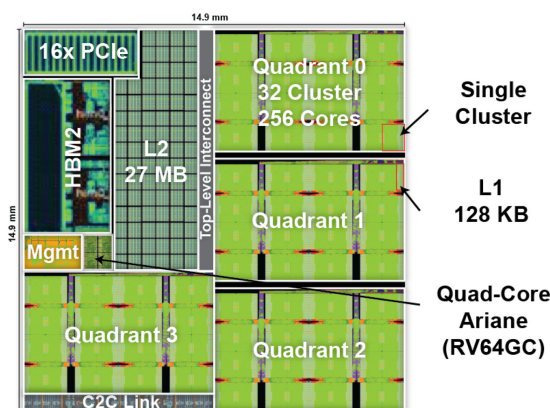 14.9 mm
14.9 mm
16x PCIe
HBM2
L2
27 MB
Top-Level Interconnect
Quadrant 0
32 Cluster
256 Cores
Single
Cluster
L1
128 KB
Quadrant 1
Mgmt
Quad-Core
Ariane
(RV64GC)
Quadrant 3
Quadrant 2
C2C Link